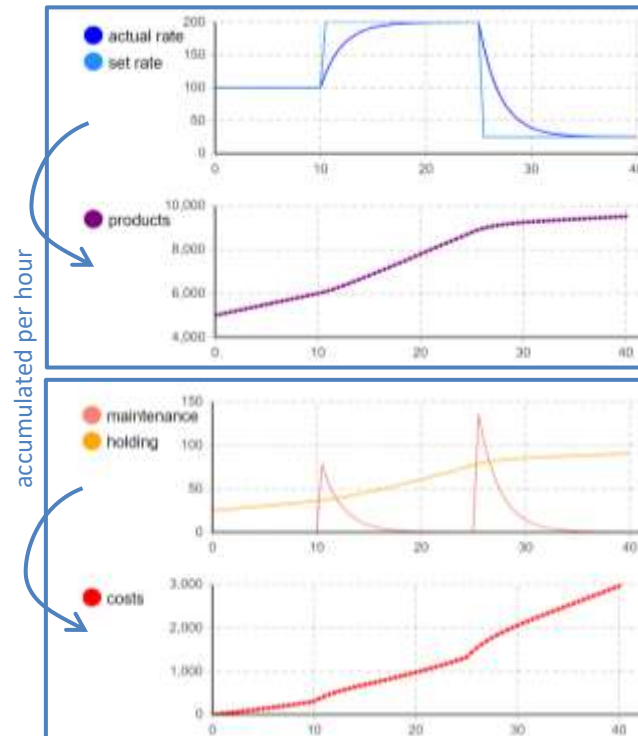 actual rate
set rate
200
150
100
50
0
0 10 20 30 40
products
10,000
8,000
6,000
4,000
0 10 20 30 40
accumulated per hour
maintenance
holding
150
100
50
0
0 10 20 30 40
costs
3,000
2,000
1,000
0
0 10 20 30 40